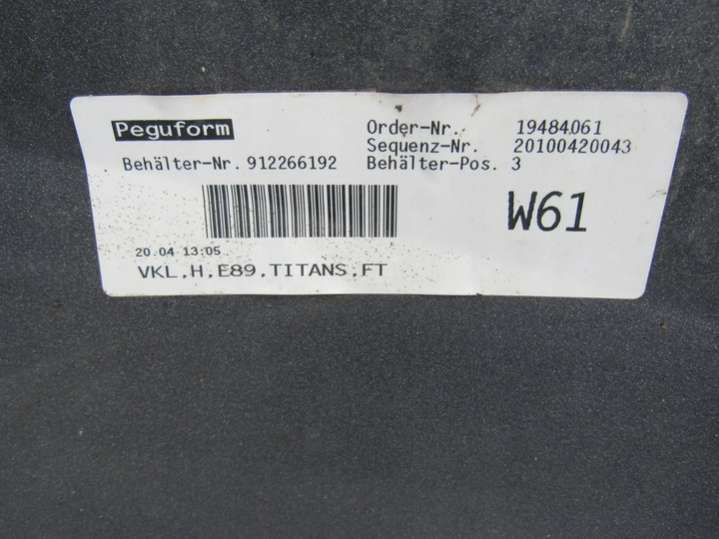 Peguform
Order-Nr. 19484061
Sequenz-Nr. 20100420043
Behälter-Nr. 912266192 Behälter-Pos. 3
W61
20.04 13:05
VKL,H,E89,TITANS,FT